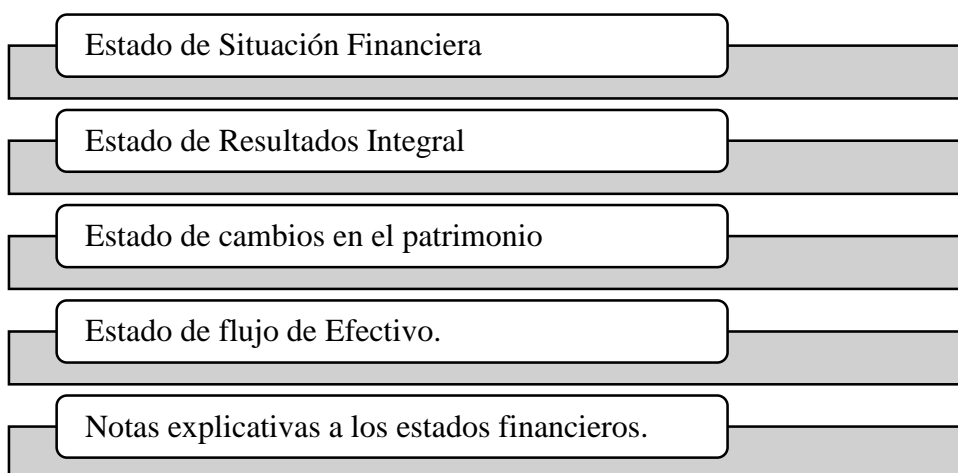 Estado de Situación Financiera
Estado de Resultados Integral
Estado de cambios en el patrimonio
Estado de flujo de Efectivo.
Notas explicativas a los estados financieros.